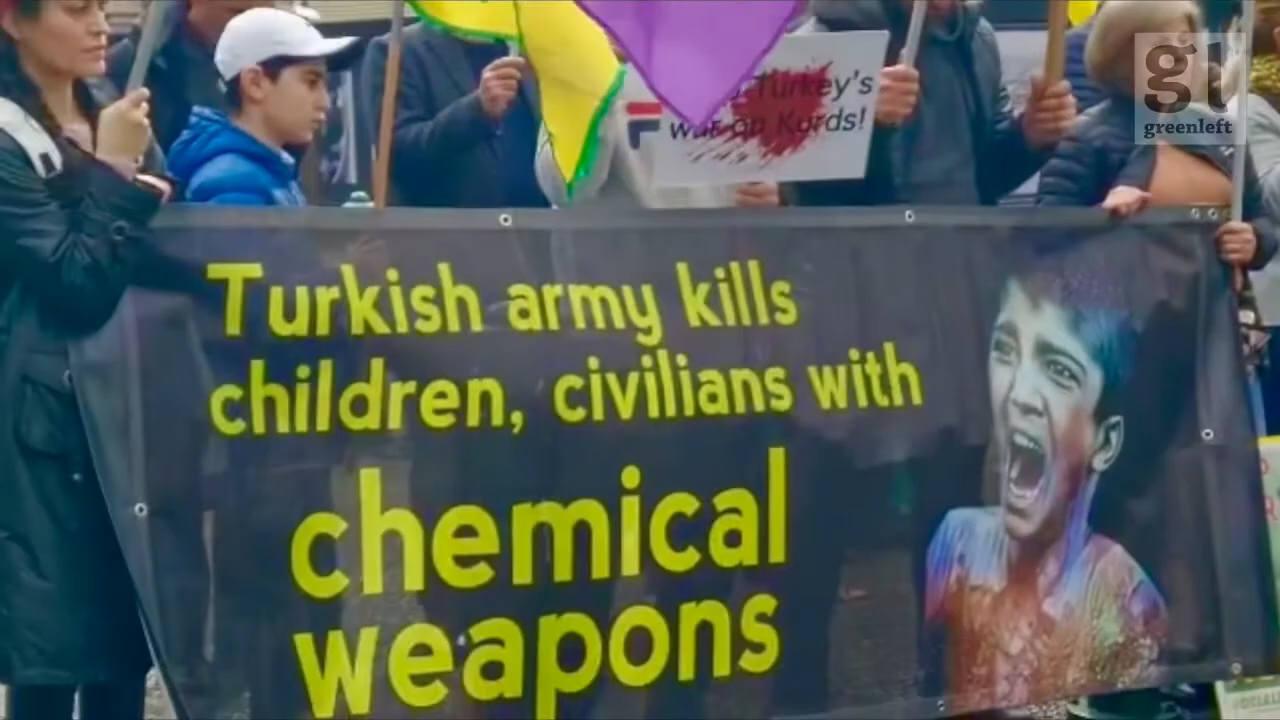 gl
greenleft
Turkey's
war on Kurds!
Turkish army kills
children, civilians with
chemical
weapons